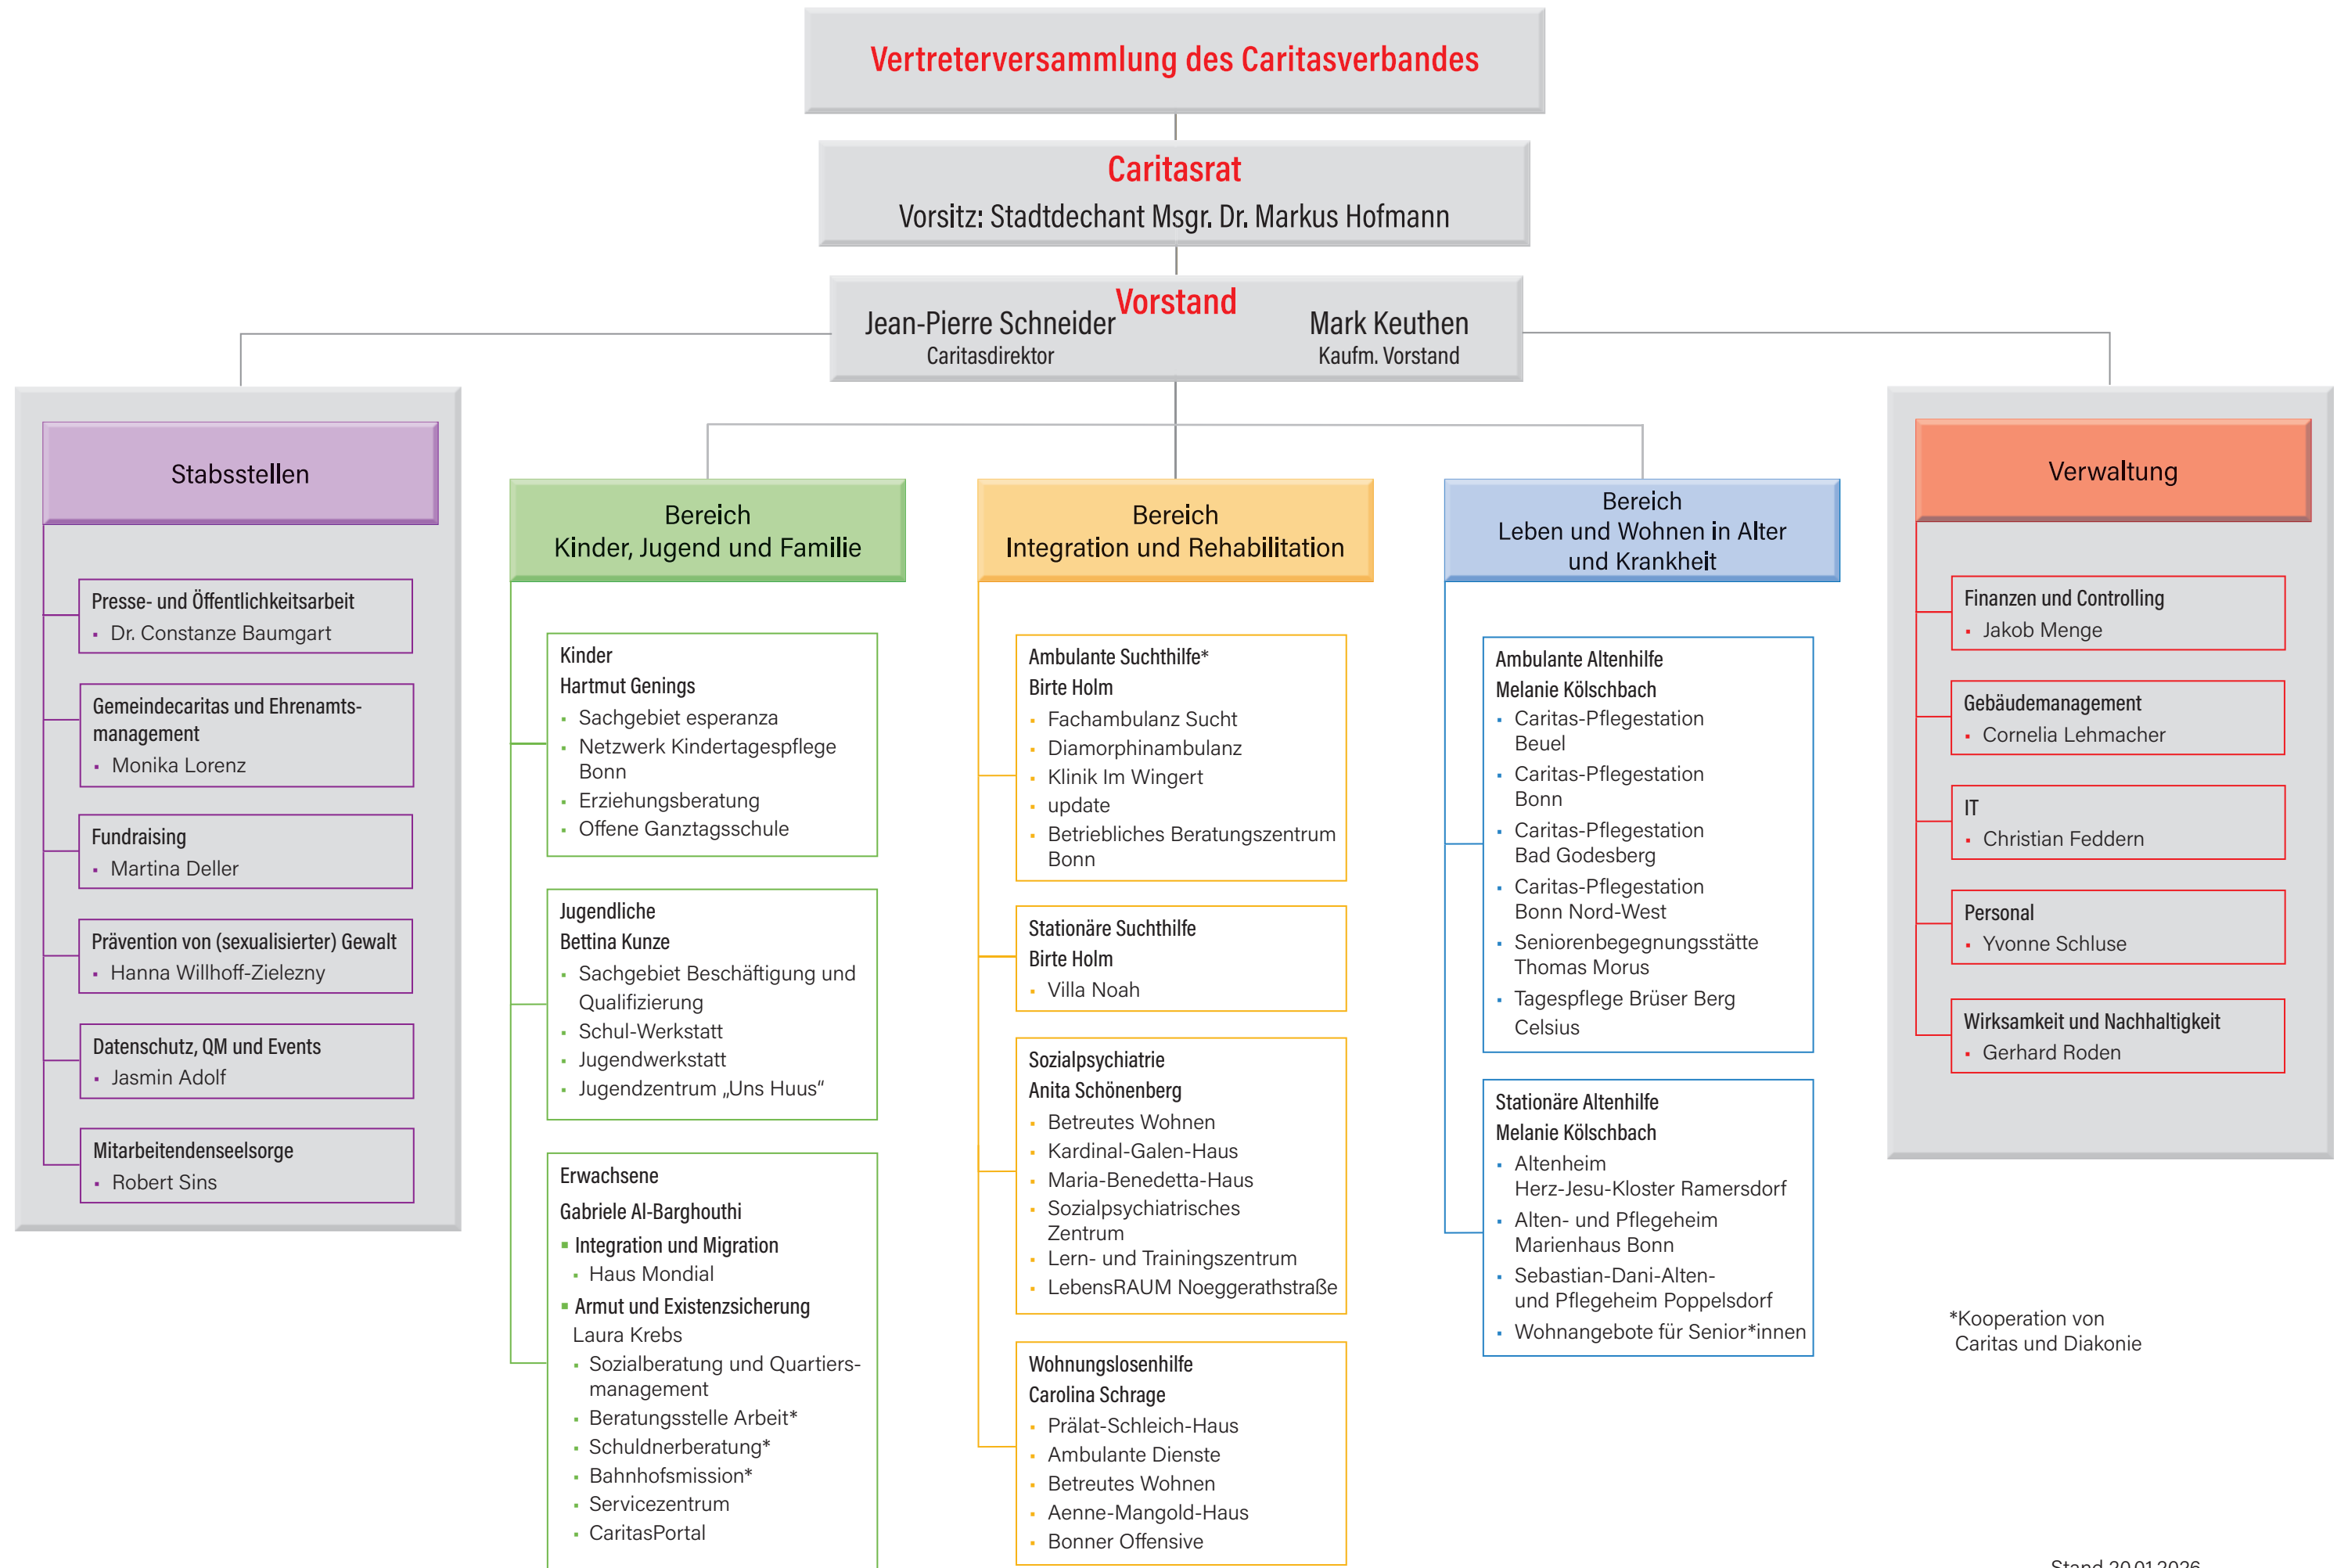 Vertreterversammlung des Caritasverbandes
Caritasrat
Vorsitz: Stadtdechant Msgr. Dr. Markus Hofmann
Vorstand
Jean-Pierre Schneider
Caritasdirektor
Mark Keuthen
Kaufm. Vorstand
Stabsstellen
Presse- und Öffentlichkeitsarbeit
▪ Dr. Constanze Baumgart
Gemeindecaritas und Ehrenamts-
management
▪ Monika Lorenz
Fundraising
▪ Martina Deller
Prävention von (sexualisierter) Gewalt
▪ Hanna Willhoff-Zielezny
Datenschutz, QM und Events
▪ Jasmin Adolf
Mitarbeitendenseelsorge
▪ Robert Sins
Bereich
Kinder, Jugend und Familie
Kinder
Hartmut Genings
▪ Sachgebiet esperanza
▪ Netzwerk Kindertagespflege
Bonn
▪ Erziehungsberatung
▪ Offene Ganztagsschule
Jugendliche
Bettina Kunze
▪ Sachgebiet Beschäftigung und
Qualifizierung
▪ Schul-Werkstatt
▪ Jugendwerkstatt
▪ Jugendzentrum „Uns Huus“
Erwachsene
Gabriele Al-Barghouthi
▪ Integration und Migration
▪ Haus Mondial
▪ Armut und Existenzsicherung
Laura Krebs
▪ Sozialberatung und Quartiers-
management
▪ Beratungsstelle Arbeit*
▪ Schuldnerberatung*
▪ Bahnhofsmission*
▪ Servicezentrum
▪ CaritasPortal
Bereich
Integration und Rehabilitation
Ambulante Suchthilfe*
Birte Holm
▪ Fachambulanz Sucht
▪ Diamorphinambulanz
▪ Klinik Im Wingert
▪ update
▪ Betriebliches Beratungszentrum
Bonn
Stationäre Suchthilfe
Birte Holm
▪ Villa Noah
Sozialpsychiatrie
Anita Schönenberg
▪ Betreutes Wohnen
▪ Kardinal-Galen-Haus
▪ Maria-Benedetta-Haus
▪ Sozialpsychiatrisches
Zentrum
▪ Lern- und Trainingszentrum
▪ LebensRAUM Noeggerathstraße
Wohnungslosenhilfe
Carolina Schrage
▪ Prälat-Schleich-Haus
▪ Ambulante Dienste
▪ Betreutes Wohnen
▪ Aenne-Mangold-Haus
▪ Bonner Offensive
Bereich
Leben und Wohnen in Alter
und Krankheit
Ambulante Altenhilfe
Melanie Kölschbach
▪ Caritas-Pflegestation
Beuel
▪ Caritas-Pflegestation
Bonn
▪ Caritas-Pflegestation
Bad Godesberg
▪ Caritas-Pflegestation
Bonn Nord-West
▪ Seniorenbegegnungsstätte
Thomas Morus
▪ Tagespflege Brüser Berg
Celsius
Stationäre Altenhilfe
Melanie Kölschbach
▪ Altenheim
Herz-Jesu-Kloster Ramersdorf
▪ Alten- und Pflegeheim
Marienhaus Bonn
▪ Sebastian-Dani-Alten-
und Pflegeheim Poppelsdorf
▪ Wohnangebote für Senior*innen
Verwaltung
Finanzen und Controlling
▪ Jakob Menge
Gebäudemanagement
▪ Cornelia Lehmacher
IT
▪ Christian Feddern
Personal
▪ Yvonne Schluse
Wirksamkeit und Nachhaltigkeit
▪ Gerhard Roden
*Kooperation von
Caritas und Diakonie
Stand 20.01.2026